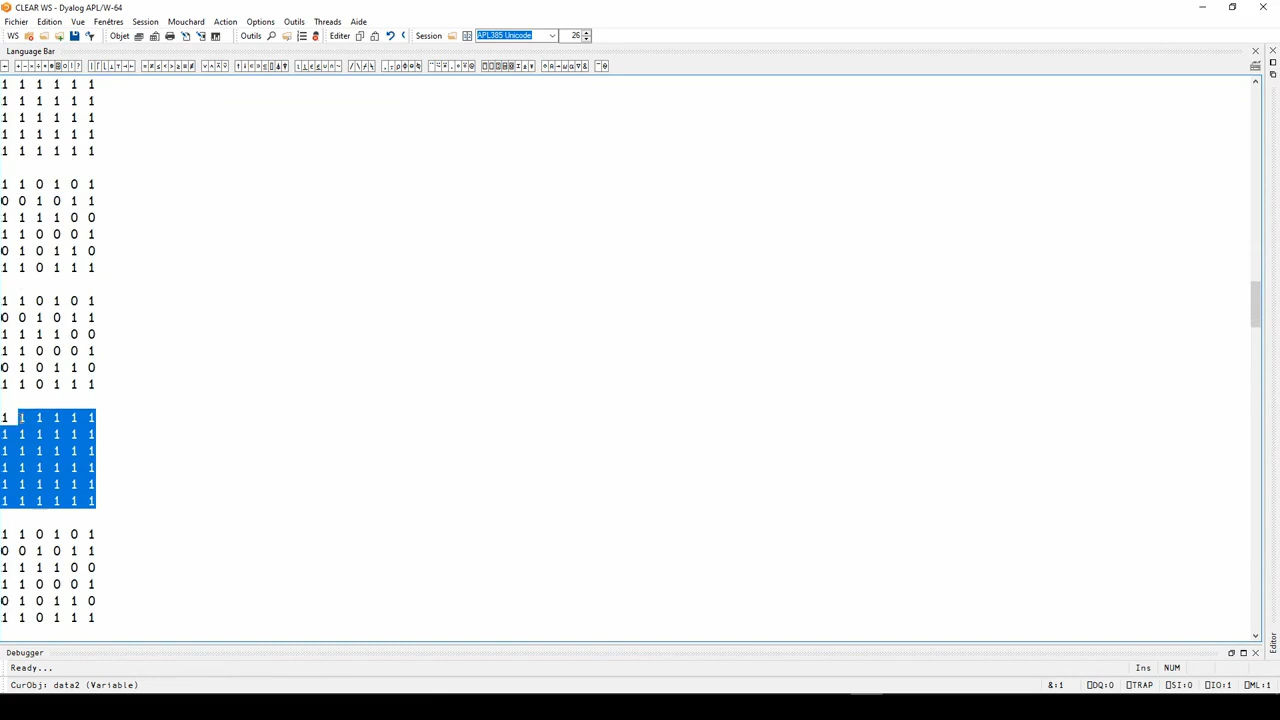 CLEAR WS - Dyalog APL/W-64
Fichier Edition Vue Fenêtres Session Mouchard Action Options Outils Threads Aide
WS Objet Outils Editer Session APL385 Unicode 26
Language Bar
1 1 1 1 1 1
1 1 1 1 1 1
1 1 1 1 1 1
1 1 1 1 1 1
1 1 1 1 1 1
1 1 0 1 0 1
0 0 1 0 1 1
1 1 1 1 0 0
1 1 0 0 0 1
0 1 0 1 1 0
1 1 0 1 1 1
1 1 0 1 0 1
0 0 1 0 1 1
1 1 1 1 0 0
1 1 0 0 0 1
0 1 0 1 1 0
1 1 0 1 1 1
1 1 1 1 1 1
1 1 1 1 1 1
1 1 1 1 1 1
1 1 1 1 1 1
1 1 1 1 1 1
1 1 1 1 1 1
1 1 0 1 0 1
0 0 1 0 1 1
1 1 1 1 0 0
1 1 0 0 0 1
0 1 0 1 1 0
1 1 0 1 1 1
Editor
Debugger
Ready...
Ins NUM
CurObj: data2 (Variable)
&:1 ⎕DQ:0 ⎕TRAP ⎕SI:0 ⎕IO:1 ⎕ML:1